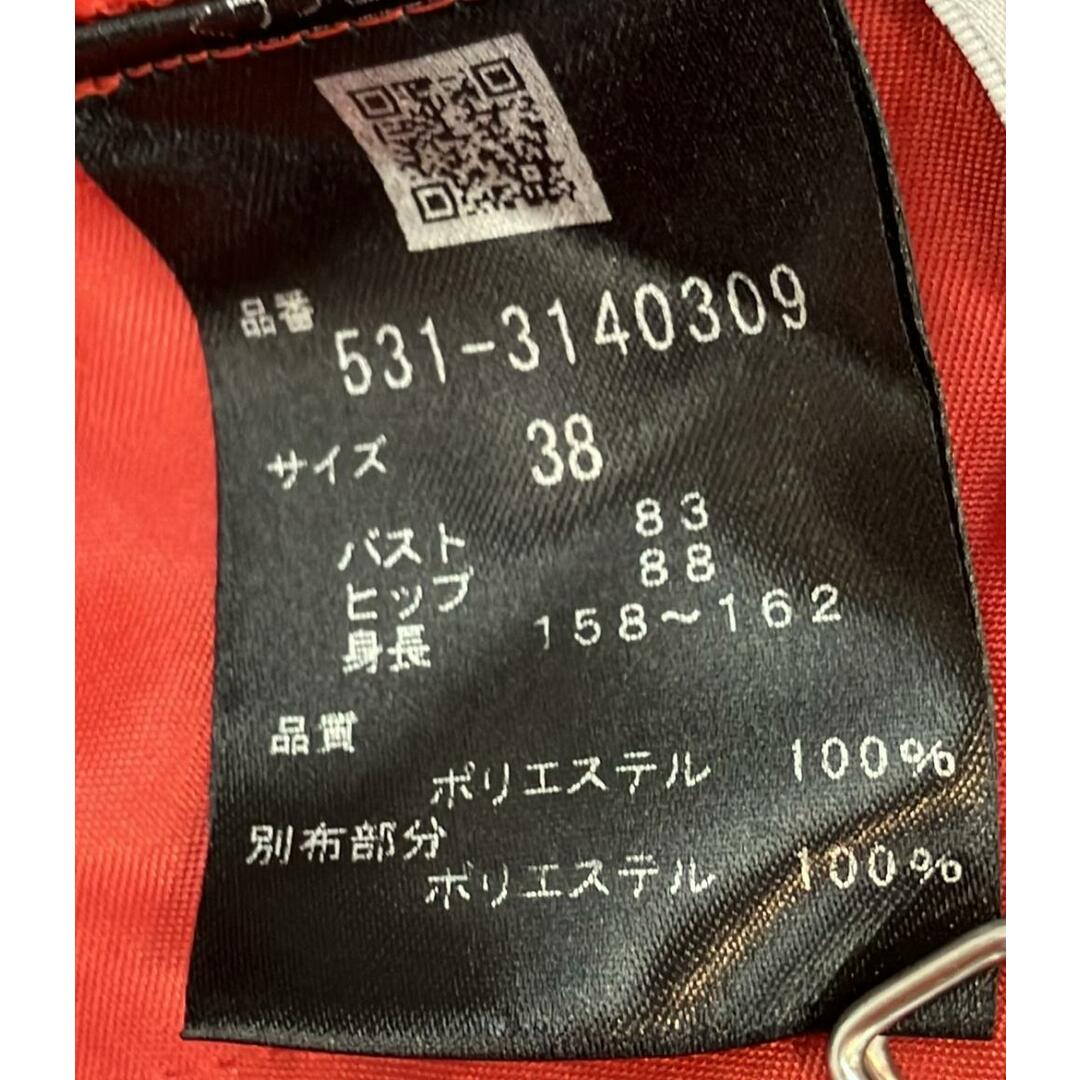 品番 531-3140309
サイズ 38
バスト 83
ヒップ 88
身長 158～162
品質
ポリエステル 100%
別布部分
ポリエステル 100%